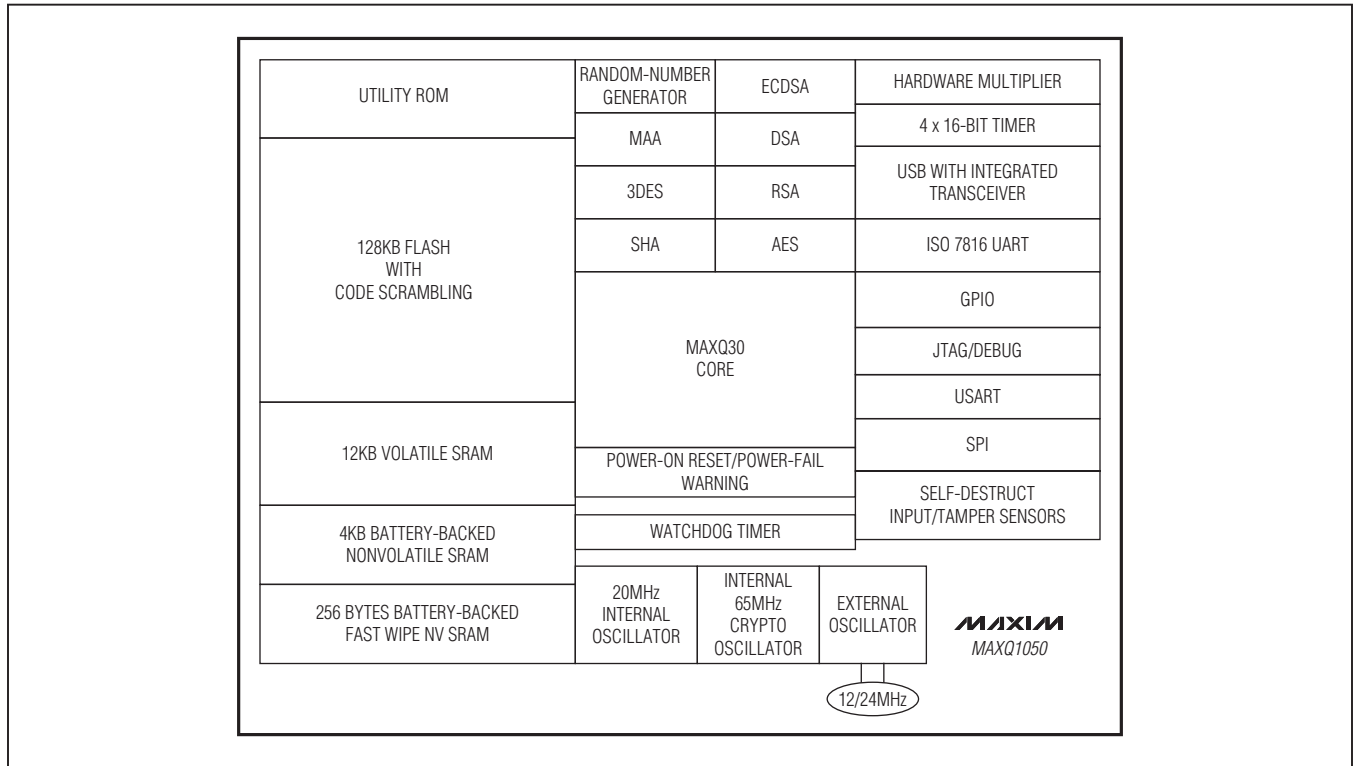 UTILITY ROM
128KB FLASH
WITH
CODE SCRAMBLING
12KB VOLATILE SRAM
4KB BATTERY-BACKED
NONVOLATILE SRAM
256 BYTES BATTERY-BACKED
FAST WIPE NV SRAM
RANDOM-NUMBER
GENERATOR
ECDSA
MAA
DSA
3DES
RSA
SHA
AES
MAXQ30
CORE
POWER-ON RESET/POWER-FAIL
WARNING
WATCHDOG TIMER
HARDWARE MULTIPLIER
4 x 16-BIT TIMER
USB WITH INTEGRATED
TRANSCEIVER
ISO 7816 UART
GPIO
JTAG/DEBUG
USART
SPI
SELF-DESTRUCT
INPUT/TAMPER SENSORS
20MHz
INTERNAL
OSCILLATOR
INTERNAL
65MHz
CRYPTO
OSCILLATOR
EXTERNAL
OSCILLATOR
12/24MHz
MAXIM
MAXQ1050